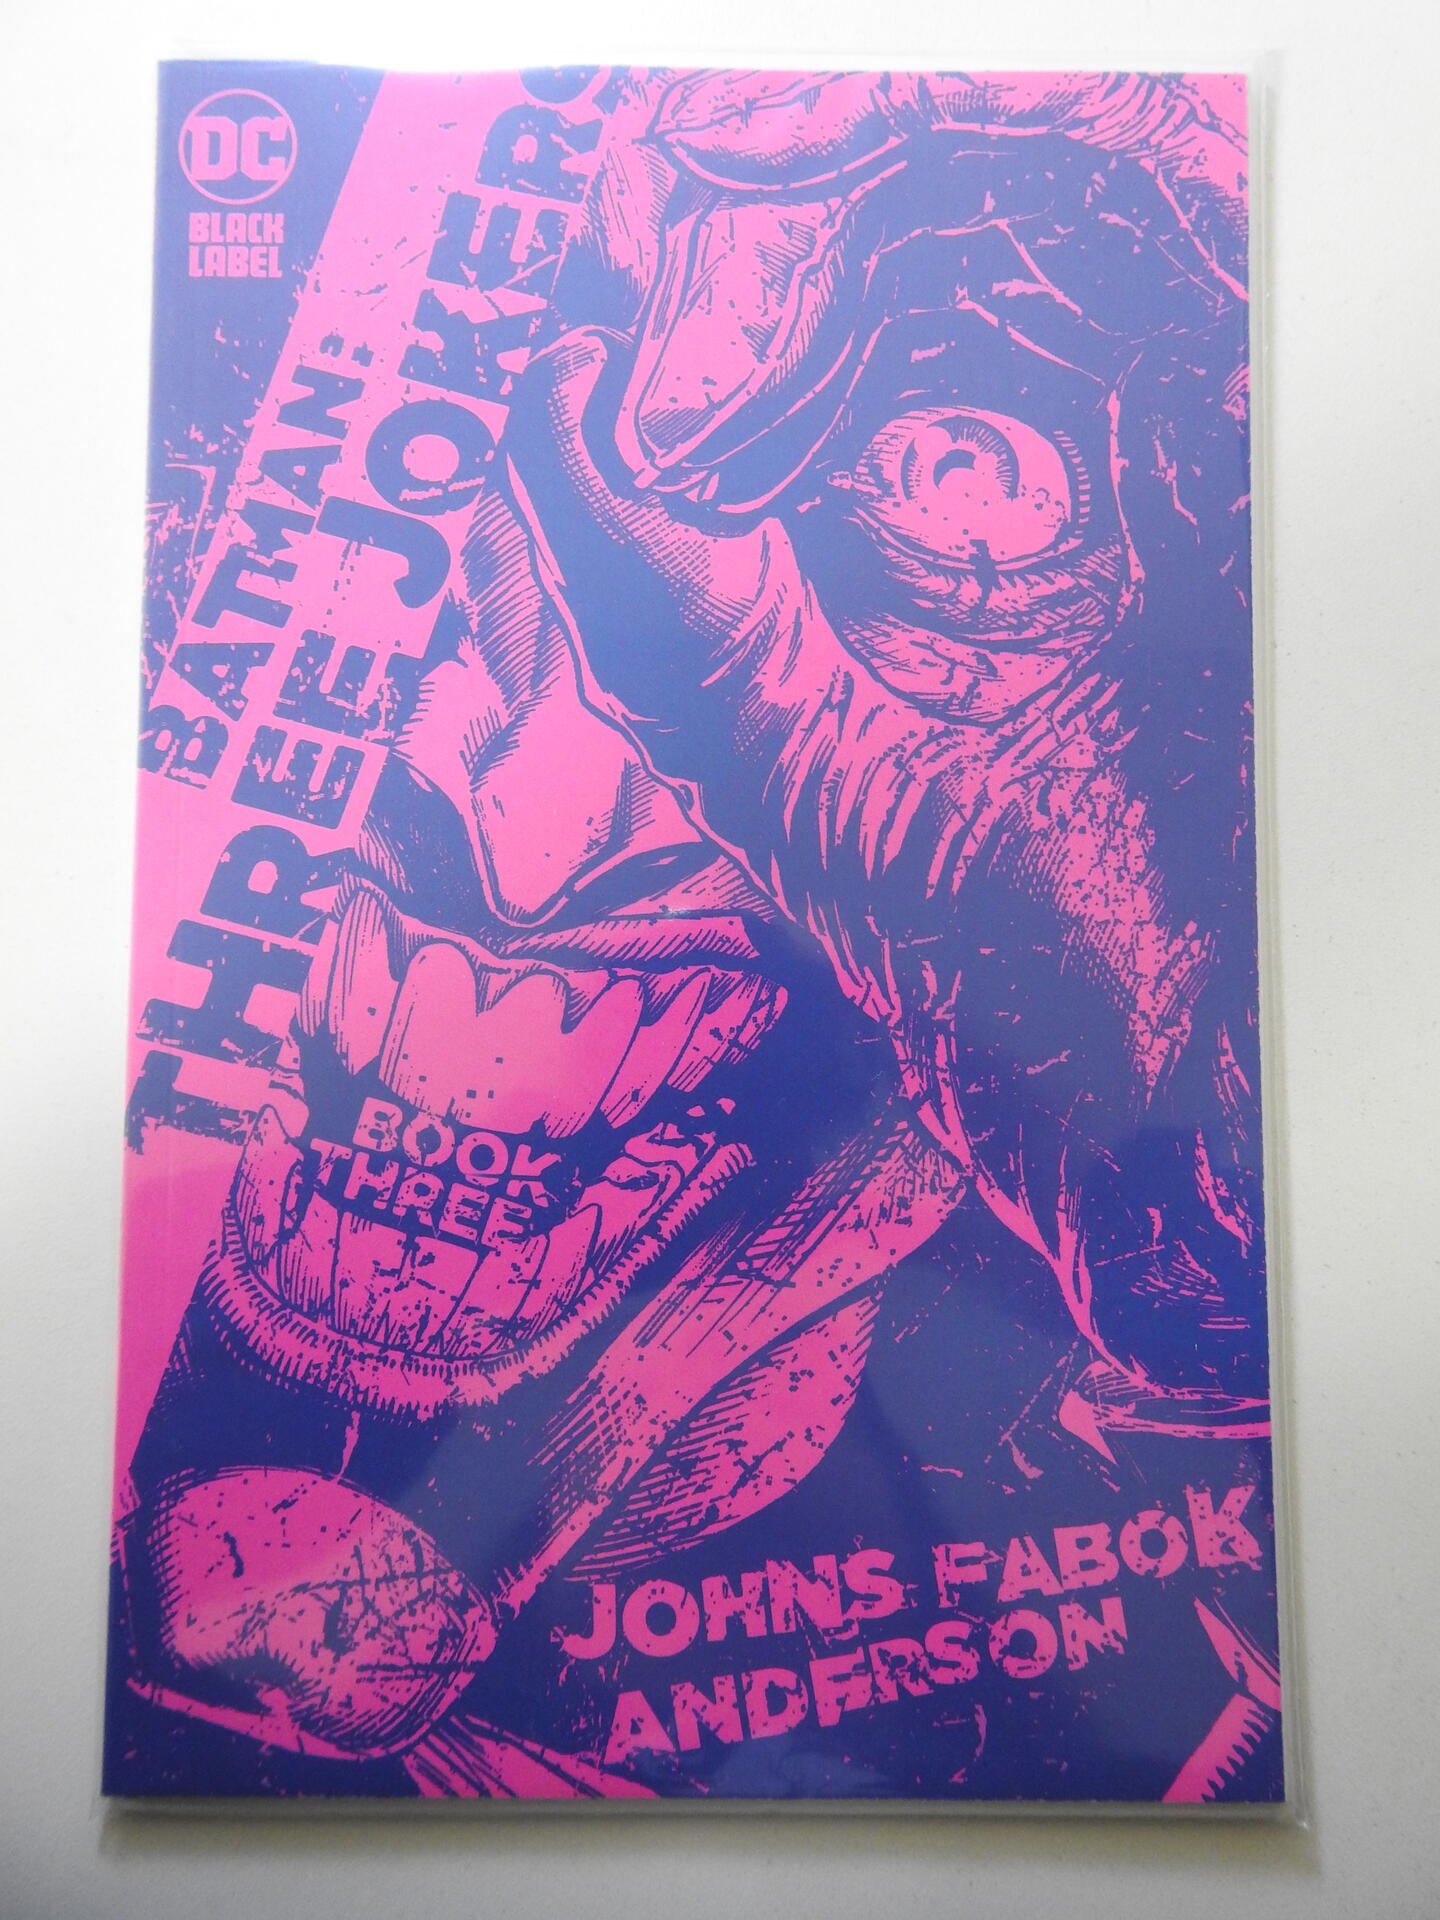 DC
BLACK
LABEL
BATMAN:
THREE JOKERS
BOOK
THREE
JOHNS FABOK
ANDERSON